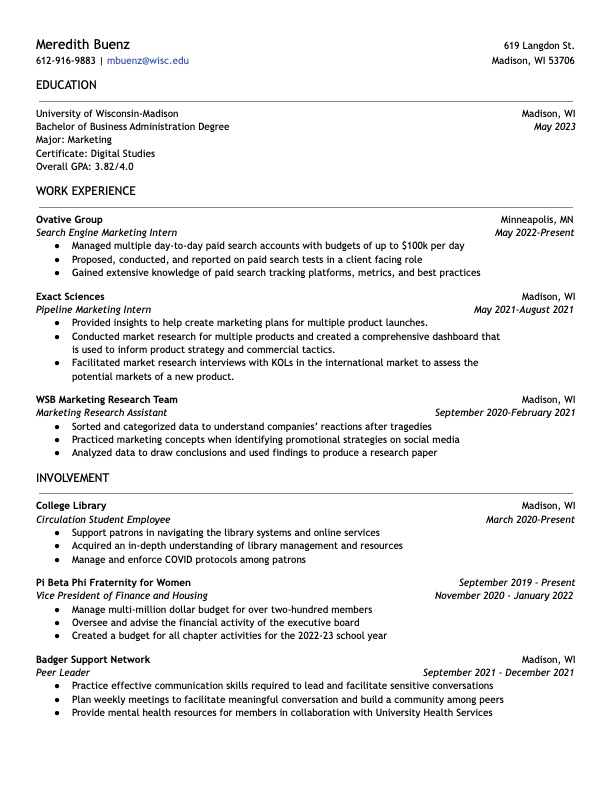 Meredith Buenz 619 Langdon St.
612-916-9883 | mbuenz@wisc.edu Madison, WI 53706
EDUCATION
University of Wisconsin-Madison Madison, WI
Bachelor of Business Administration Degree May 2023
Major: Marketing
Certificate: Digital Studies
Overall GPA: 3.82/4.0
WORK EXPERIENCE
Ovative Group Minneapolis, MN
Search Engine Marketing Intern May 2022-Present
● Managed multiple day-to-day paid search accounts with budgets of up to $100k per day
● Proposed, conducted, and reported on paid search tests in a client facing role
● Gained extensive knowledge of paid search tracking platforms, metrics, and best practices
Exact Sciences Madison, WI
Pipeline Marketing Intern May 2021-August 2021
● Provided insights to help create marketing plans for multiple product launches.
● Conducted market research for multiple products and created a comprehensive dashboard that
is used to inform product strategy and commercial tactics.
● Facilitated market research interviews with KOLs in the international market to assess the
potential markets of a new product.
WSB Marketing Research Team Madison, WI
Marketing Research Assistant September 2020-February 2021
● Sorted and categorized data to understand companies’ reactions after tragedies
● Practiced marketing concepts when identifying promotional strategies on social media
● Analyzed data to draw conclusions and used findings to produce a research paper
INVOLVEMENT
College Library Madison, WI
Circulation Student Employee March 2020-Present
● Support patrons in navigating the library systems and online services
● Acquired an in-depth understanding of library management and resources
● Manage and enforce COVID protocols among patrons
Pi Beta Phi Fraternity for Women September 2019 - Present
Vice President of Finance and Housing November 2020 - January 2022
● Manage multi-million dollar budget for over two-hundred members
● Oversee and advise the financial activity of the executive board
● Created a budget for all chapter activities for the 2022-23 school year
Badger Support Network Madison, WI
Peer Leader September 2021 - December 2021
● Practice effective communication skills required to lead and facilitate sensitive conversations
● Plan weekly meetings to facilitate meaningful conversation and build a community among peers
● Provide mental health resources for members in collaboration with University Health Services